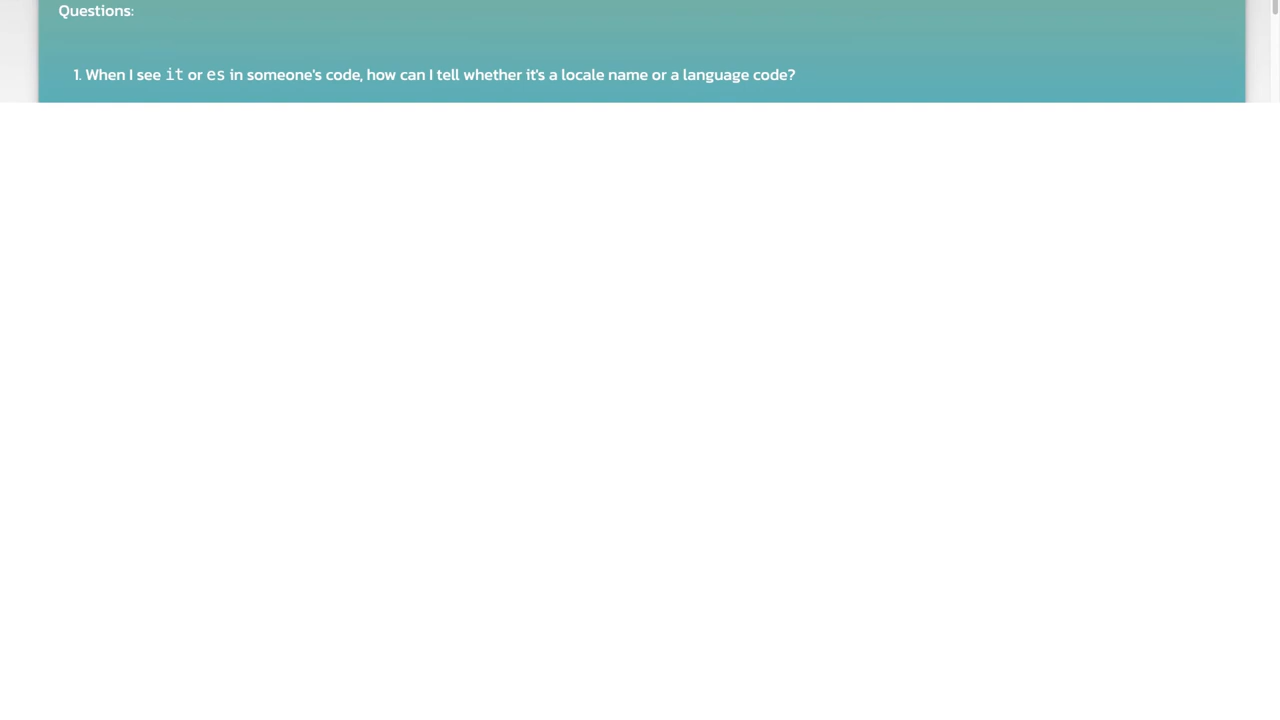 Questions:
1. When I see it or es in someone's code, how can I tell whether it's a locale name or a language code?